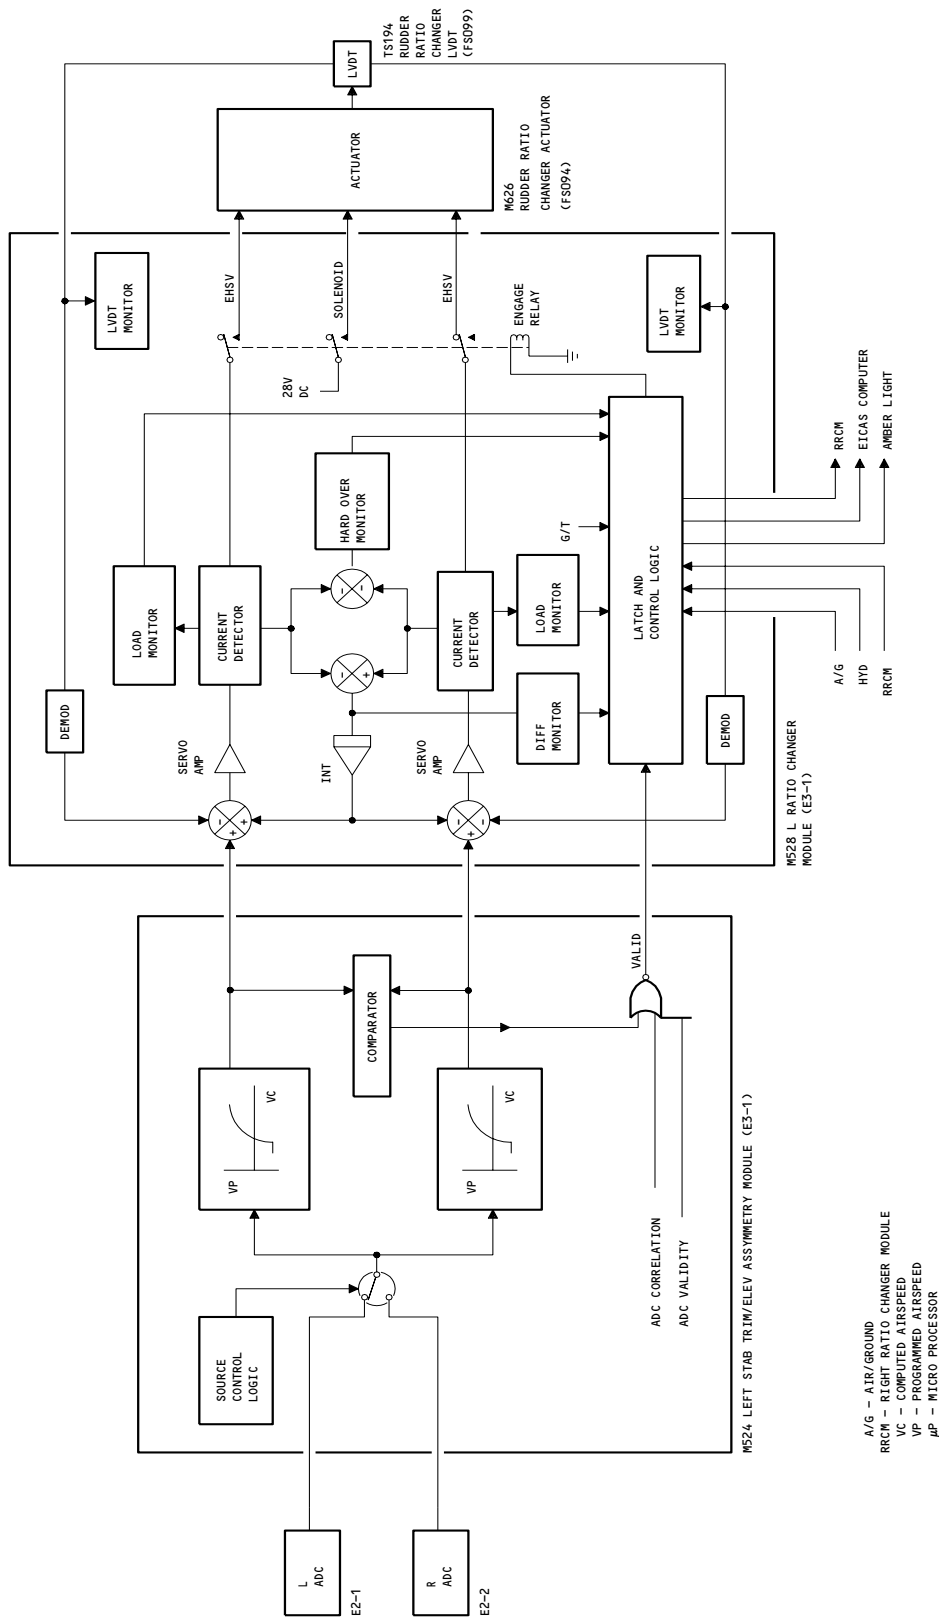 L
ADC
E2-1
R
ADC
E2-2
SOURCE
CONTROL
LOGIC
VP
VC
VP
VC
COMPARATOR
VALID
ADC CORRELATION
ADC VALIDITY
M524 LEFT STAB TRIM/ELEV ASSYMETRY MODULE (E3-1)
DEMOD
SERVO
AMP
+
+
+
-
INT
SERVO
AMP
-
+
-
LOAD
MONITOR
CURRENT
DETECTOR
-
+
-
-
HARD OVER
MONITOR
CURRENT
DETECTOR
DIFF
MONITOR
LOAD
MONITOR
G/T
LATCH AND
CONTROL LOGIC
DEMOD
LVDT
MONITOR
28V
DC
EHSV
SOLENOID
EHSV
ENGAGE
RELAY
LVDT
MONITOR
M528 L RATIO CHANGER
MODULE (E3-1)
A/G
HYD
RRCM
RRCM
EICAS COMPUTER
AMBER LIGHT
ACTUATOR
M626
RUDDER RATIO
CHANGER ACTUATOR
(FSO94)
LVDT
TS194
RUDDER
RATIO
CHANGER
LVDT
(FSO99)
A/G - AIR/GROUND
RRCM - RIGHT RATIO CHANGER MODULE
VC - COMPUTED AIRSPEED
VP - PROGRAMMED AIRSPEED
µP - MICRO PROCESSOR